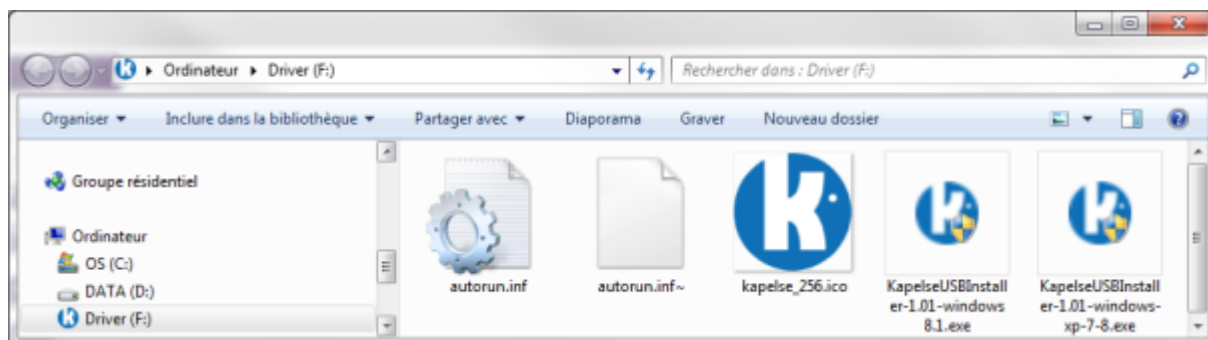 Ordinateur ▸ Driver (F:)
Rechercher dans : Driver (F:)
Organiser
Inclure dans la bibliothèque
Partager avec
Diaporama
Graver
Nouveau dossier
Groupe résidentiel
Ordinateur
OS (C:)
DATA (D:)
Driver (F:)
autorun.inf
autorun.inf~
kapelse_256.ico
KapelseUSBInstall
er-1.01-windows
8.1.exe
KapelseUSBInstall
er-1.01-windows-
xp-7-8.exe